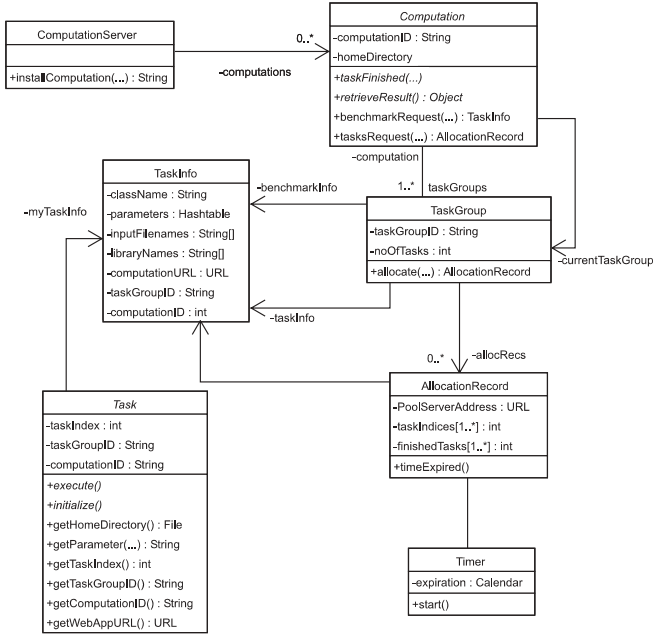 ComputationServer
+installComputation(...) : String
0..*
-computations
Computation
-computationID : String
-homeDirectory
+taskFinished(...)
+retrieveResult() : Object
+benchmarkRequest(...) : TaskInfo
+tasksRequest(...) : AllocationRecord
-computation
1..*
taskGroups
-currentTaskGroup
TaskInfo
-className : String
-parameters : Hashtable
-inputFilenames : String[]
-libraryNames : String[]
-computationURL : URL
-taskGroupID : String
-computationID : int
-myTaskInfo
-benchmarkInfo
-taskInfo
TaskGroup
-taskGroupID : String
-noOfTasks : int
+allocate(...) : AllocationRecord
0..*
-allocRecs
AllocationRecord
-PoolServerAddress : URL
-taskIndices[1..*] : int
-finishedTasks[1..*] : int
+timeExpired()
Task
-taskIndex : int
-taskGroupID : String
-computationID : String
+execute()
+initialize()
+getHomeDirectory() : File
+getParameter(...) : String
+getTaskIndex() : int
+getTaskGroupID() : String
+getComputationID() : String
+getWebAppURL() : URL
Timer
-expiration : Calendar
+start()